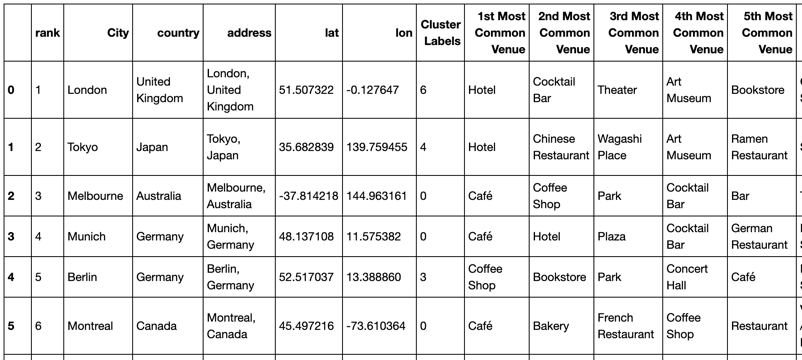 rank City country address lat lon Cluster Labels 1st Most Common Venue 2nd Most Common Venue 3rd Most Common Venue 4th Most Common Venue 5th Most Common Venue
0 1 London United Kingdom London, United Kingdom 51.507322 -0.127647 6 Hotel Cocktail Bar Theater Art Museum Bookstore
1 2 Tokyo Japan Tokyo, Japan 35.682839 139.759455 4 Hotel Chinese Restaurant Wagashi Place Art Museum Ramen Restaurant
2 3 Melbourne Australia Melbourne, Australia -37.814218 144.963161 0 Café Coffee Shop Park Cocktail Bar Bar
3 4 Munich Germany Munich, Germany 48.137108 11.575382 0 Café Hotel Plaza Cocktail Bar German Restaurant
4 5 Berlin Germany Berlin, Germany 52.517037 13.388860 3 Coffee Shop Bookstore Park Concert Hall Café
5 6 Montreal Canada Montreal, Canada 45.497216 -73.610364 0 Café Bakery French Restaurant Coffee Shop Restaurant